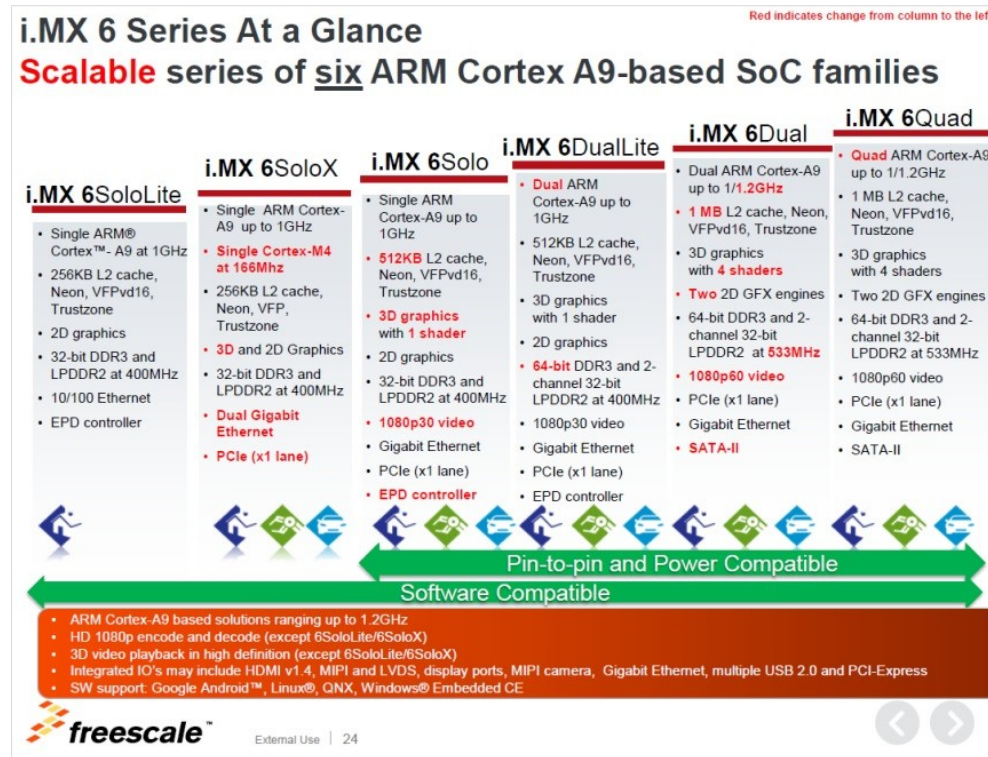 Red indicates change from column to the lef
i.MX 6 Series At a Glance
Scalable series of six ARM Cortex A9-based SoC families
i.MX 6SoloLite
• Single ARM®
Cortex™- A9 at 1GHz
• 256KB L2 cache,
Neon, VFPvd16,
Trustzone
• 2D graphics
• 32-bit DDR3 and
LPDDR2 at 400MHz
• 10/100 Ethernet
• EPD controller
i.MX 6SoloX
• Single ARM Cortex-
A9 up to 1GHz
• Single Cortex-M4
at 166Mhz
• 256KB L2 cache,
Neon, VFP,
Trustzone
• 3D and 2D Graphics
• 32-bit DDR3 and
LPDDR2 at 400MHz
• Dual Gigabit
Ethernet
• PCIe (x1 lane)
i.MX 6Solo
• Single ARM
Cortex-A9 up to
1GHz
• 512KB L2 cache,
Neon, VFPvd16,
Trustzone
• 3D graphics
with 1 shader
• 2D graphics
• 32-bit DDR3 and
LPDDR2 at 400MHz
• 1080p30 video
• Gigabit Ethernet
• PCIe (x1 lane)
• EPD controller
i.MX 6DualLite
• Dual ARM
Cortex-A9 up to
1GHz
• 512KB L2 cache,
Neon, VFPvd16,
Trustzone
• 3D graphics
with 1 shader
• 2D graphics
• 64-bit DDR3 and 2-
channel 32-bit
LPDDR2 at 400MHz
• 1080p30 video
• Gigabit Ethernet
• PCIe (x1 lane)
• EPD controller
i.MX 6Dual
• Dual ARM Cortex-A9
up to 1/1.2GHz
• 1 MB L2 cache, Neon,
VFPvd16, Trustzone
• 3D graphics
with 4 shaders
• Two 2D GFX engines
• 64-bit DDR3 and 2-
channel 32-bit
LPDDR2 at 533MHz
• 1080p60 video
• PCIe (x1 lane)
• Gigabit Ethernet
• SATA-II
i.MX 6Quad
• Quad ARM Cortex-A9
up to 1/1.2GHz
• 1 MB L2 cache,
Neon, VFPvd16,
Trustzone
• 3D graphics
with 4 shaders
• Two 2D GFX engines
• 64-bit DDR3 and 2-
channel 32-bit
LPDDR2 at 533MHz
• 1080p60 video
• PCIe (x1 lane)
• Gigabit Ethernet
• SATA-II
Pin-to-pin and Power Compatible
Software Compatible
• ARM Cortex-A9 based solutions ranging up to 1.2GHz
• HD 1080p encode and decode (except 6SoloLite/6SoloX)
• 3D video playback in high definition (except 6SoloLite/6SoloX)
• Integrated IO's may include HDMI v1.4, MIPI and LVDS, display ports, MIPI camera, Gigabit Ethernet, multiple USB 2.0 and PCI-Express
• SW support: Google Android™, Linux®, QNX, Windows® Embedded CE
freescale™
External Use | 24